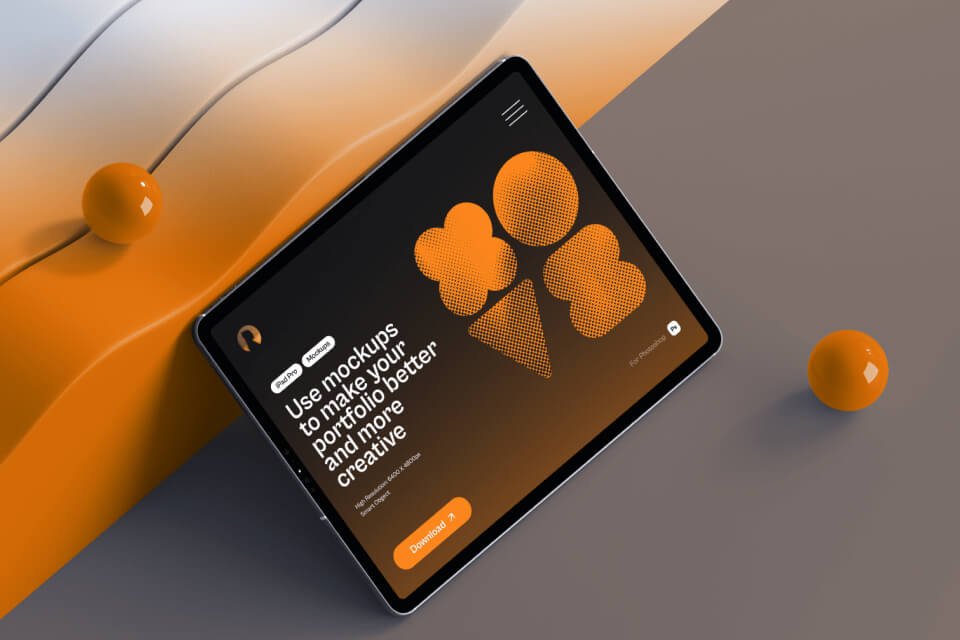 iPad Pro
Mockups
Use mockups
to make your
portfolio better
and more
creative
High Resolution 6400 X 4800px
Smart Object
Download
For Photoshop
Ps